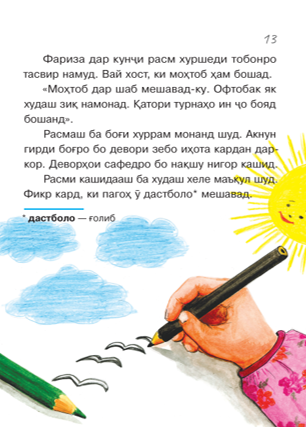 13
Фариза дар кунҷи расм хуршеди тобонро
тасвир намуд. Вай хост, ки моҳтоб ҳам бошад.
«Моҳтоб дар шаб мешавад-ку. Офтобак як
худаш зиқ намонад. Қатори турнаҳо ин ҷо бояд
бошанд».
Расмаш ба боғи хуррам монанд шуд. Акнун
гирди боғро бо девори зебо иҳота кардан дар-
кор. Деворҳои сафедро бо нақшу нигор кашид.
Расми кашидааш ба худаш хеле маъқул шуд.
Фикр кард, ки пагоҳ ӯ дастболо* мешавад.
* дастболо — ғолиб